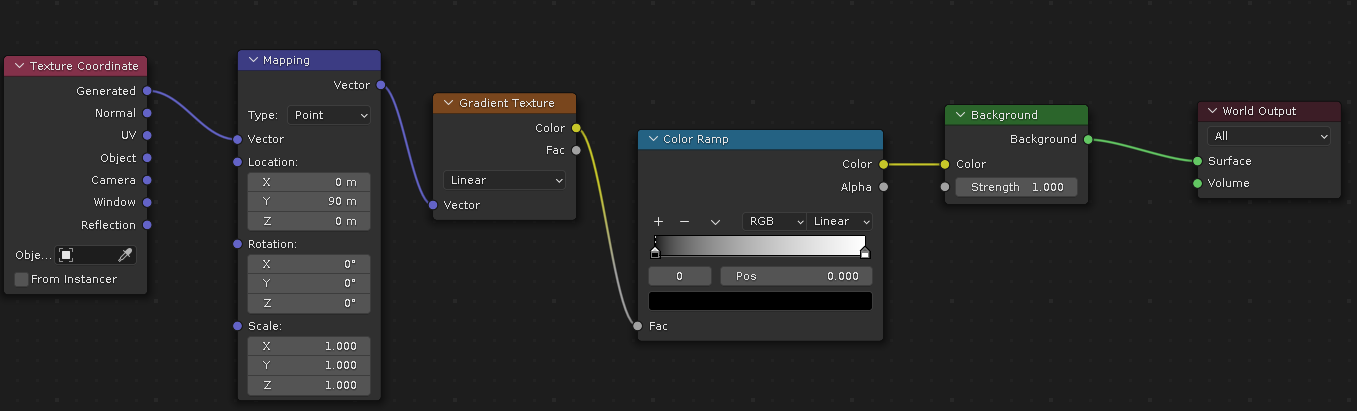 Texture Coordinate
Generated
Normal
UV
Object
Camera
Window
Reflection
Obje...
From Instancer
Mapping
Vector
Type: Point
Vector
Location:
X 0 m
Y 90 m
Z 0 m
Rotation:
X 0°
Y 0°
Z 0°
Scale:
X 1.000
Y 1.000
Z 1.000
Gradient Texture
Color
Fac
Linear
Vector
Color Ramp
Color
Alpha
RGB Linear
0 Pos 0.000
Fac
Background
Background
Color
Strength 1.000
World Output
All
Surface
Volume